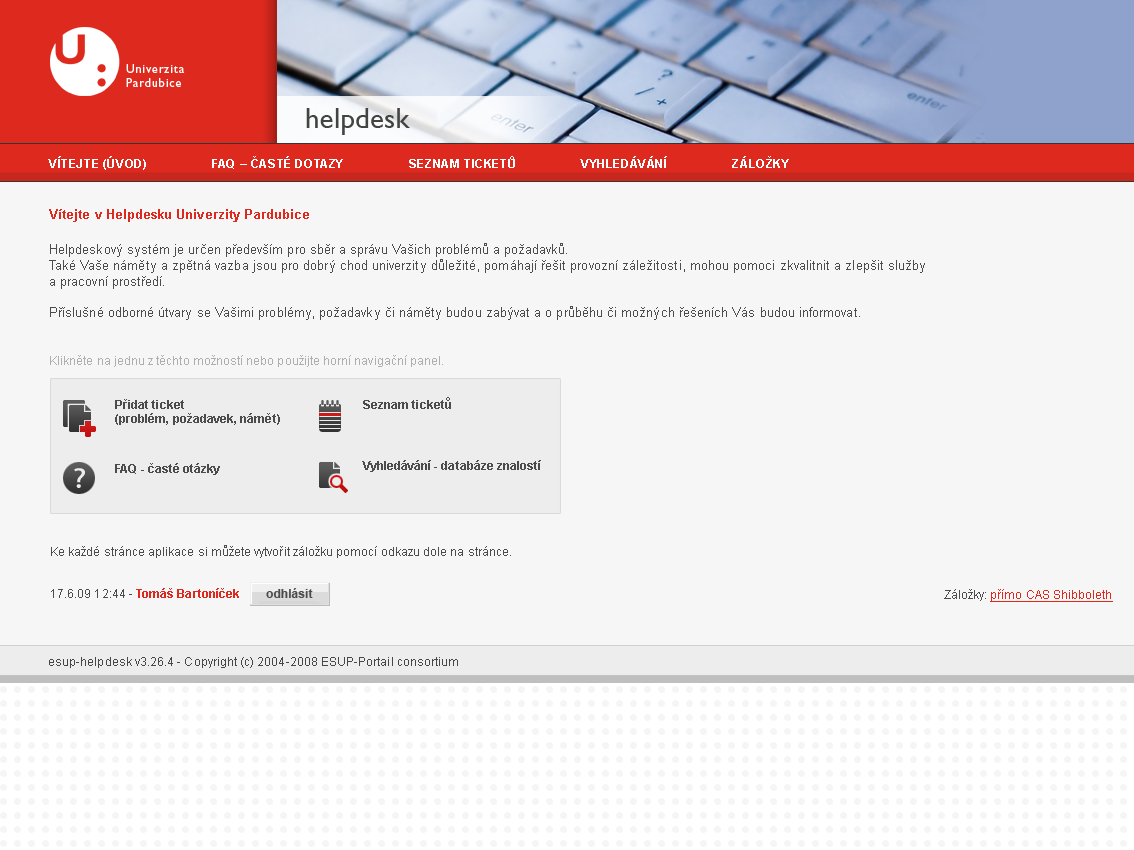 Univerzita
Pardubice
helpdesk
enter
enter
VÍTEJTE (ÚVOD) FAQ – ČASTÉ DOTAZY SEZNAM TICKETŮ VYHLEDÁVÁNÍ ZÁLOŽKY
Vítejte v Helpdesku Univerzity Pardubice
Helpdeskový systém je určen především pro sběr a správu Vašich problémů a požadavků.
Také Vaše náměty a zpětná vazba jsou pro dobrý chod univerzity důležité, pomáhají řešit provozní záležitosti, mohou pomoci zkvalitnit a zlepšit služby
a pracovní prostředí.
Příslušné odborné útvary se Vašimi problémy, požadavky či náměty budou zabývat a o průběhu či možných řešeních Vás budou informovat.
Klikněte na jednu z těchto možností nebo použijte horní navigační panel.
Přidat ticket
(problém, požadavek, námět)
Seznam ticketů
FAQ - časté otázky
Vyhledávání - databáze znalostí
Ke každé stránce aplikace si můžete vytvořit záložku pomocí odkazu dole na stránce.
17.6.09 12:44 - Tomáš Bartoníček odhlásit Záložky: přímo CAS Shibboleth
esup-helpdesk v3.26.4 - Copyright (c) 2004-2008 ESUP-Portail consortium